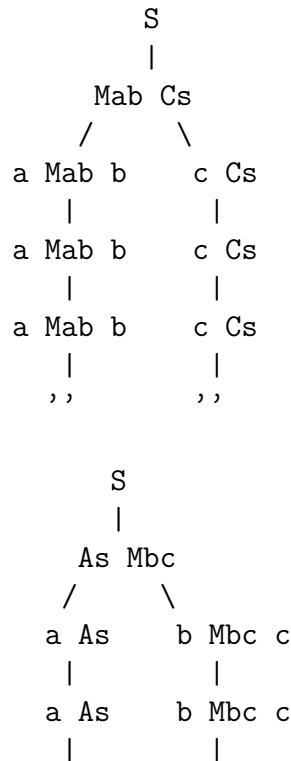 S
|
Mab Cs
/ \
a Mab b c Cs
| |
a Mab b c Cs
| |
a Mab b c Cs
| |
,, ,,
S
|
As Mbc
/ \
a As b Mbc c
| |
a As b Mbc c
| |